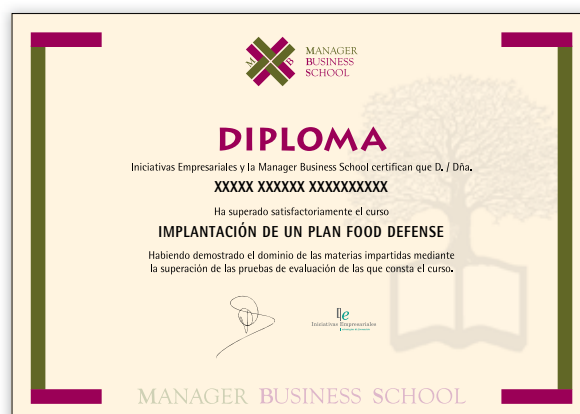 M B
MANAGER
BUSINESS
SCHOOL
DIPLOMA
Iniciativas Empresariales y la Manager Business School certifican que D. / Dña.
XXXXX XXXXXX XXXXXXXXXX
Ha superado satisfactoriamente el curso
IMPLANTACIÓN DE UN PLAN FOOD DEFENSE
Habiendo demostrado el dominio de las materias impartidas mediante
la superación de las pruebas de evaluación de las que consta el curso.
Ie
Iniciativas Empresariales
MANAGER BUSINESS SCHOOL